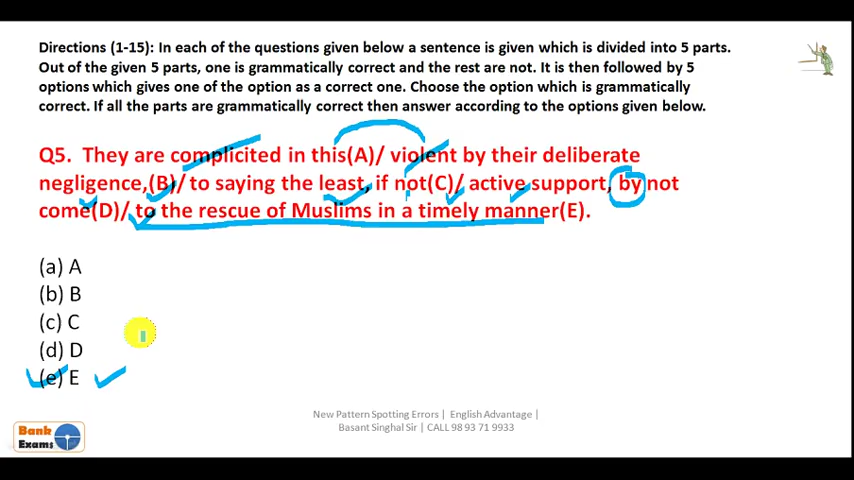 Directions (1-15): In each of the questions given below a sentence is given which is divided into 5 parts.
Out of the given 5 parts, one is grammatically correct and the rest are not. It is then followed by 5
options which gives one of the option as a correct one. Choose the option which is grammatically
correct. If all the parts are grammatically correct then answer according to the options given below.
Q5. They are complicited in this(A)/ violent by their deliberate
negligence,(B)/ to saying the least, if not(C)/ active support, by not
come(D)/ to the rescue of Muslims in a timely manner(E).
(a) A
(b) B
(c) C
(d) D
(e) E
New Pattern Spotting Errors | English Advantage |
Basant Singhal Sir | CALL 98 93 71 9933
Bank
Exams